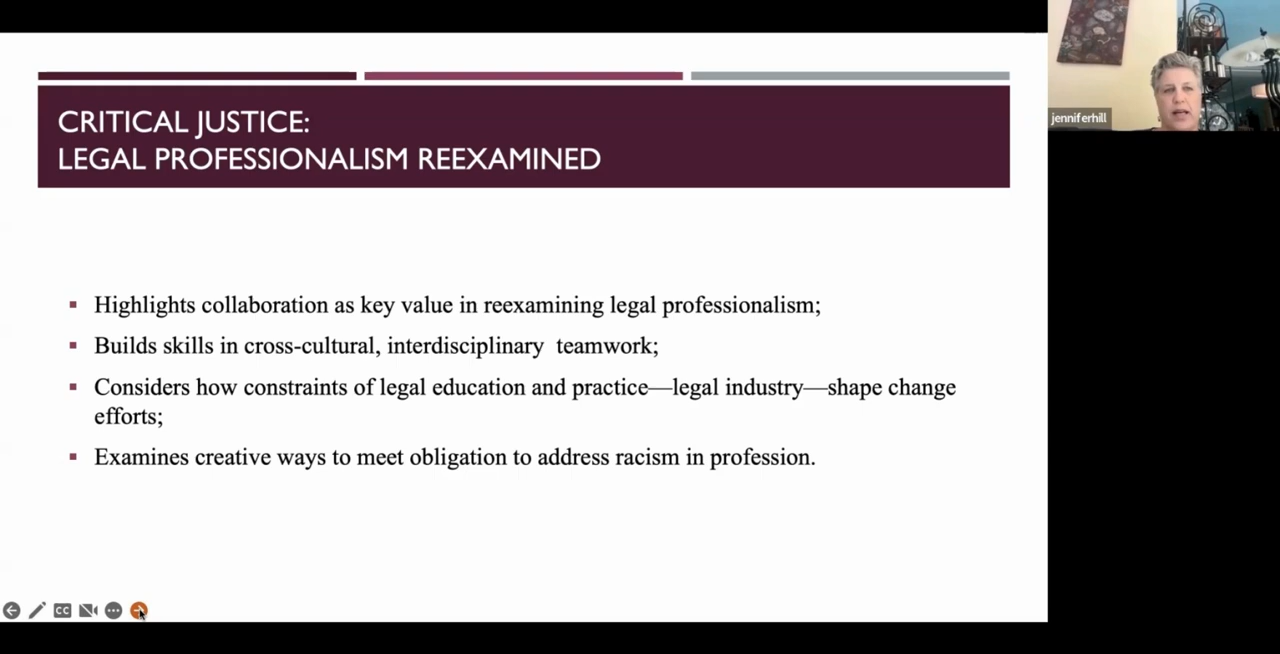 CRITICAL JUSTICE:
LEGAL PROFESSIONALISM REEXAMINED
jenniferhill
▪ Highlights collaboration as key value in reexamining legal professionalism;
▪ Builds skills in cross-cultural, interdisciplinary  teamwork;
▪ Considers how constraints of legal education and practice—legal industry—shape change
efforts;
▪ Examines creative ways to meet obligation to address racism in profession.
CC